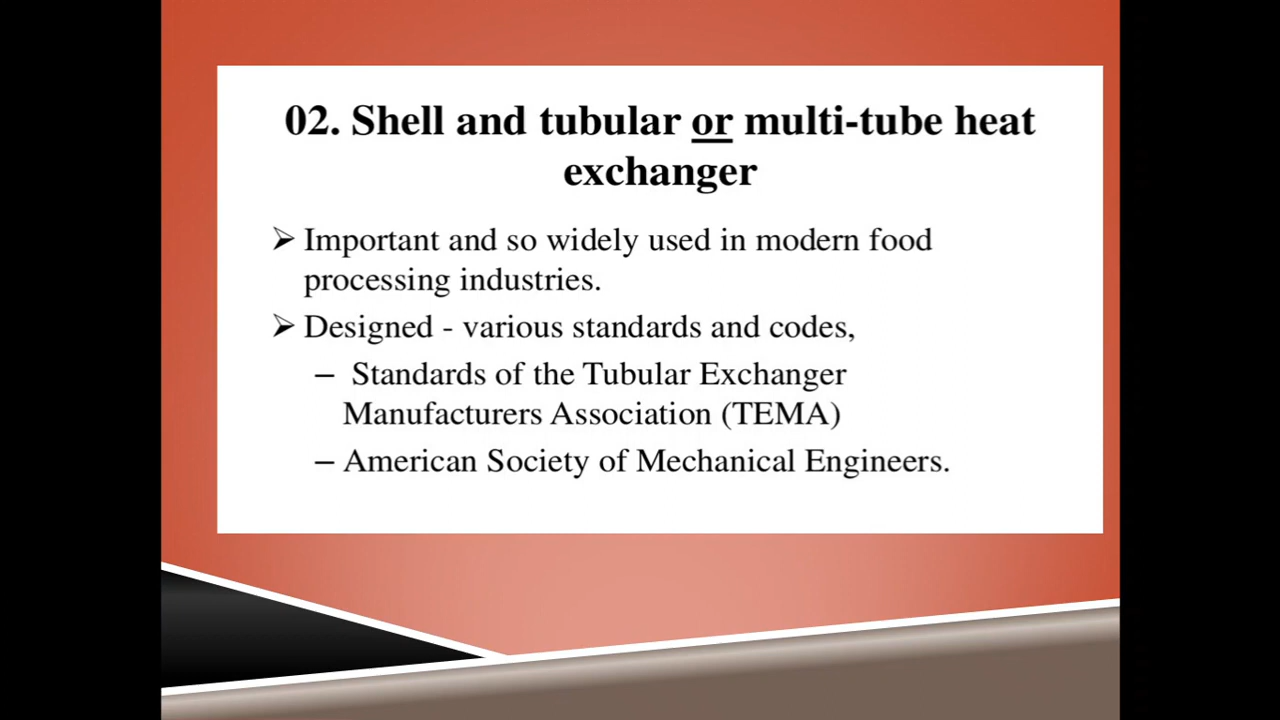 02. Shell and tubular or multi-tube heat
exchanger
➢ Important and so widely used in modern food
processing industries.
➢ Designed - various standards and codes,
– Standards of the Tubular Exchanger
Manufacturers Association (TEMA)
– American Society of Mechanical Engineers.